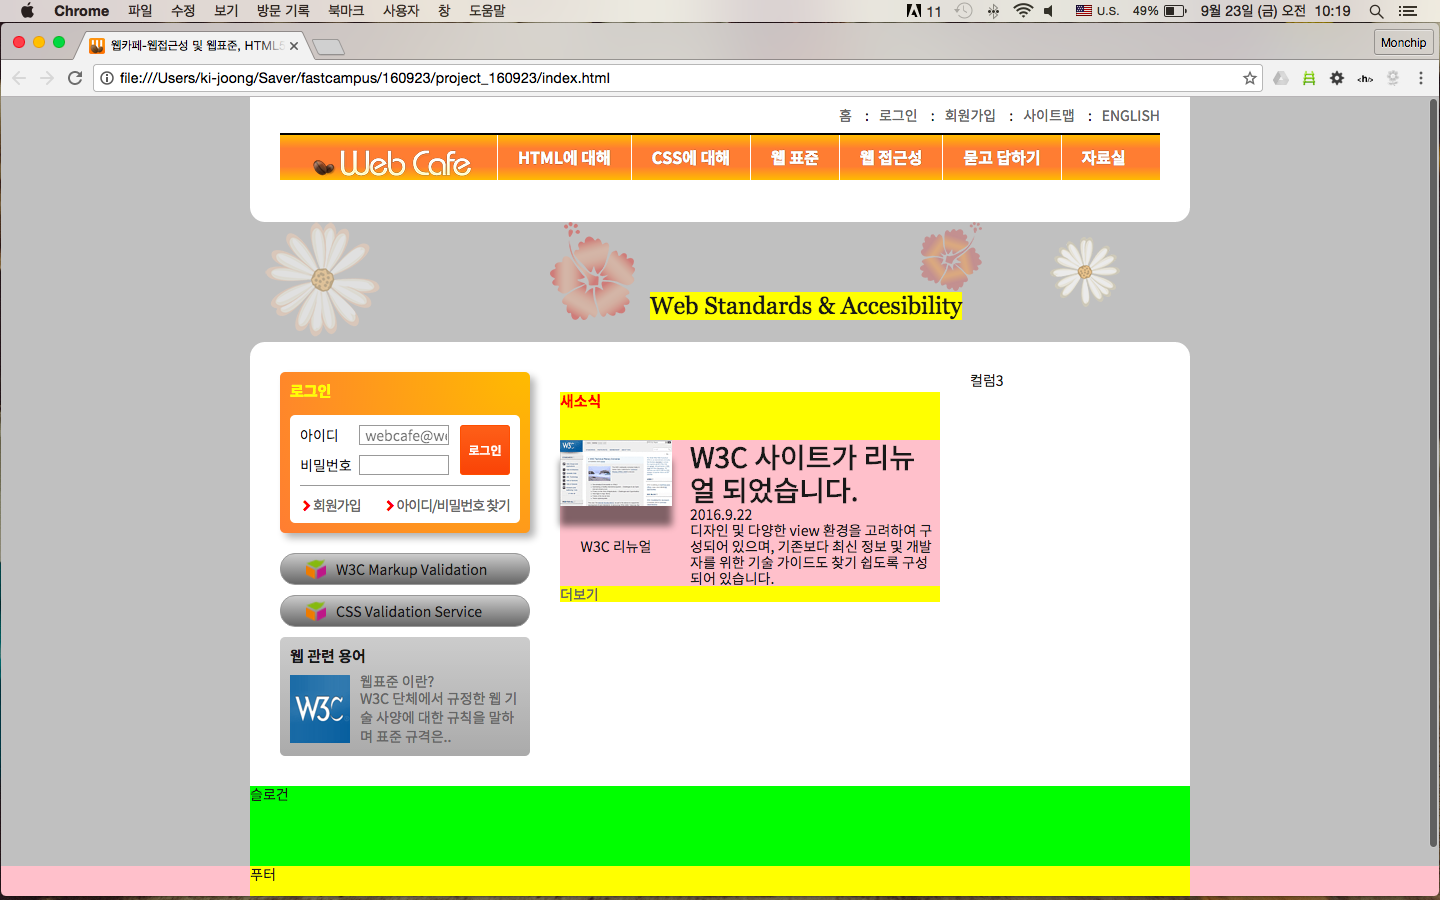 Chrome 파일 수정 보기 방문 기록 북마크 사용자 창 도움말 11 U.S. 49% 9월 23일 (금) 오전 10:19
웹카페-웹접근성 및 웹표준, HTML5
Monchip
file:///Users/ki-joong/Saver/fastcampus/160923/project_160923/index.html
홈 : 로그인 : 회원가입 : 사이트맵 : ENGLISH
Web Cafe HTML에 대해 CSS에 대해 웹 표준 웹 접근성 묻고 답하기 자료실
Web Standards & Accesibility
로그인
아이디 webcafe@we
비밀번호
로그인
회원가입 아이디/비밀번호 찾기
W3C Markup Validation
CSS Validation Service
웹 관련 용어
W3C
웹표준 이란?
W3C 단체에서 규정한 웹 기
술 사양에 대한 규칙을 말하
며 표준 규격은..
새소식
W3C
W3C 리뉴얼
W3C 사이트가 리뉴
얼 되었습니다.
2016.9.22
디자인 및 다양한 view 환경을 고려하여 구
성되어 있으며, 기존보다 최신 정보 및 개발
자를 위한 기술 가이드도 찾기 쉽도록 구성
되어 있습니다.
더보기
컬럼3
슬로건
푸터